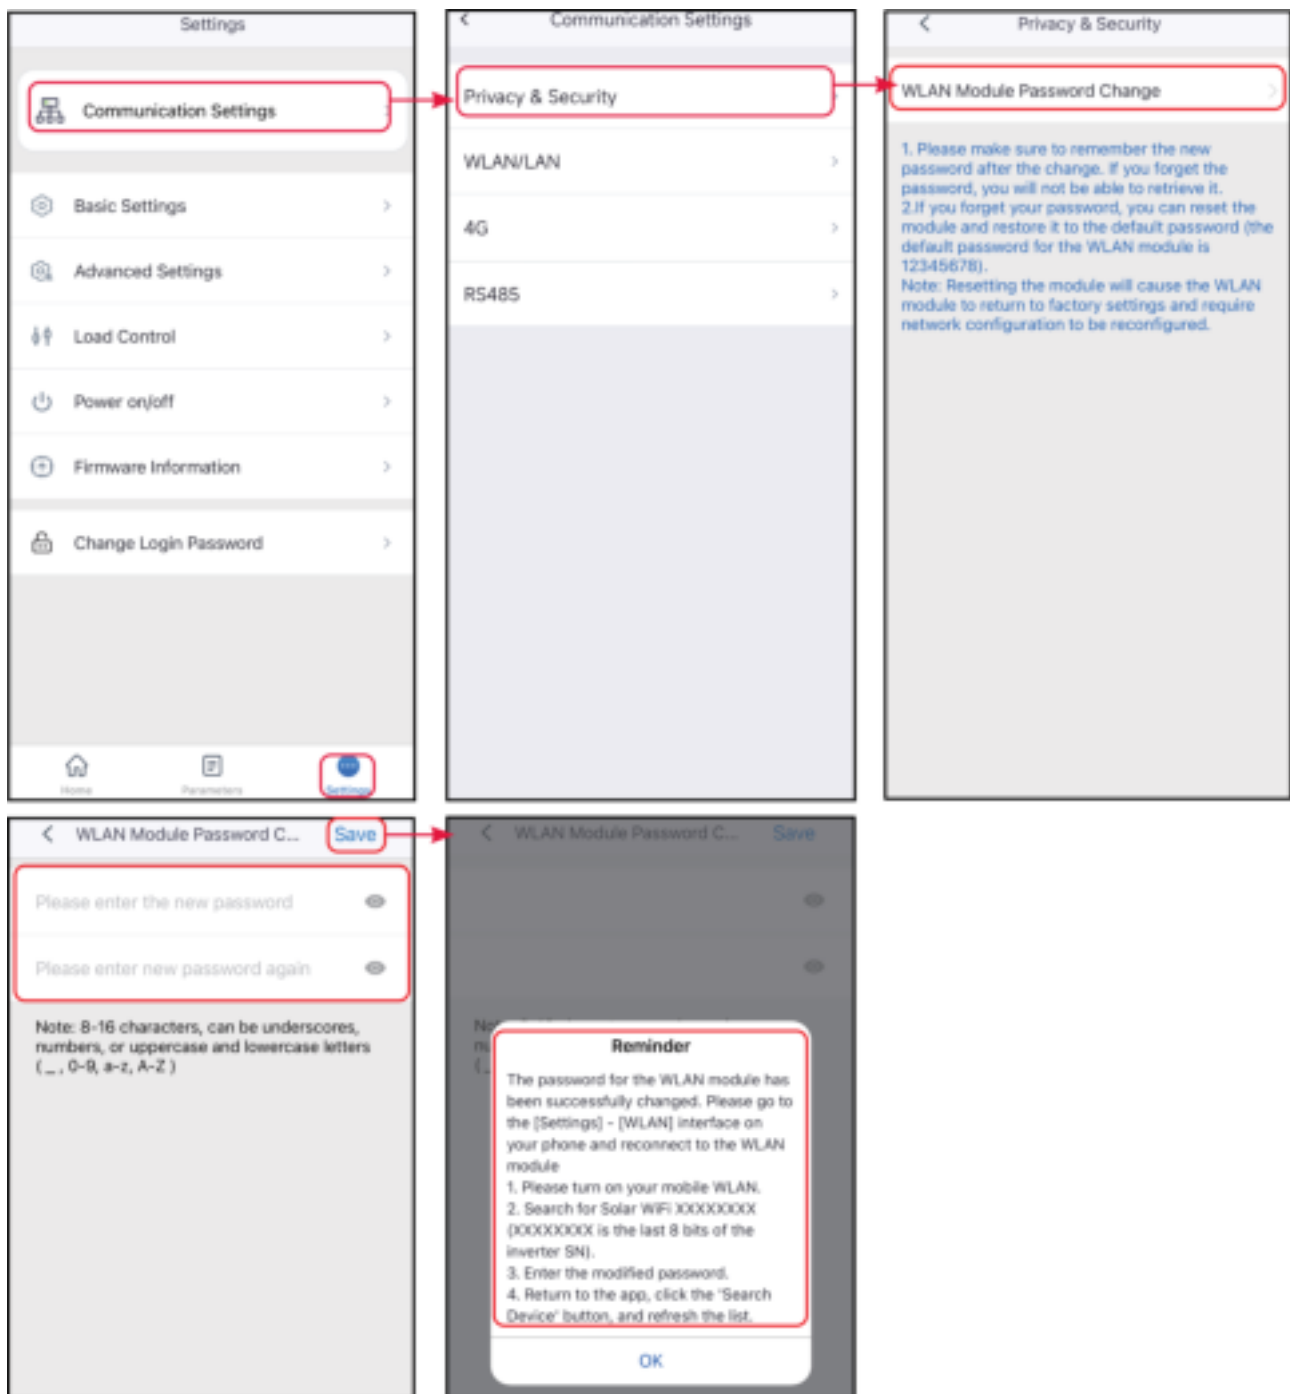 Settings
Communication Settings
Basic Settings
Advanced Settings
Load Control
Power on/off
Firmware Information
Change Login Password
Home
Parameters
Settings
Communication Settings
Privacy & Security
WLAN/LAN
4G
RS485
Privacy & Security
WLAN Module Password Change
1. Please make sure to remember the new
password after the change. If you forget the
password, you will not be able to retrieve it.
2.If you forget your password, you can reset the
module and restore it to the default password (the
default password for the WLAN module is
12345678).
Note: Resetting the module will cause the WLAN
module to return to factory settings and require
network configuration to be reconfigured.
WLAN Module Password C... Save
Please enter the new password
Please enter new password again
Note: 8-16 characters, can be underscores,
numbers, or uppercase and lowercase letters
( _ , 0-9, a-z, A-Z )
WLAN Module Password C... Save
Reminder
The password for the WLAN module has
been successfully changed. Please go to
the [Settings] - [WLAN] interface on
your phone and reconnect to the WLAN
module
1. Please turn on your mobile WLAN.
2. Search for Solar WiFi XXXXXXXX
(XXXXXXXX is the last 8 bits of the
inverter SN).
3. Enter the modified password.
4. Return to the app, click the 'Search
Device' button, and refresh the list.
OK